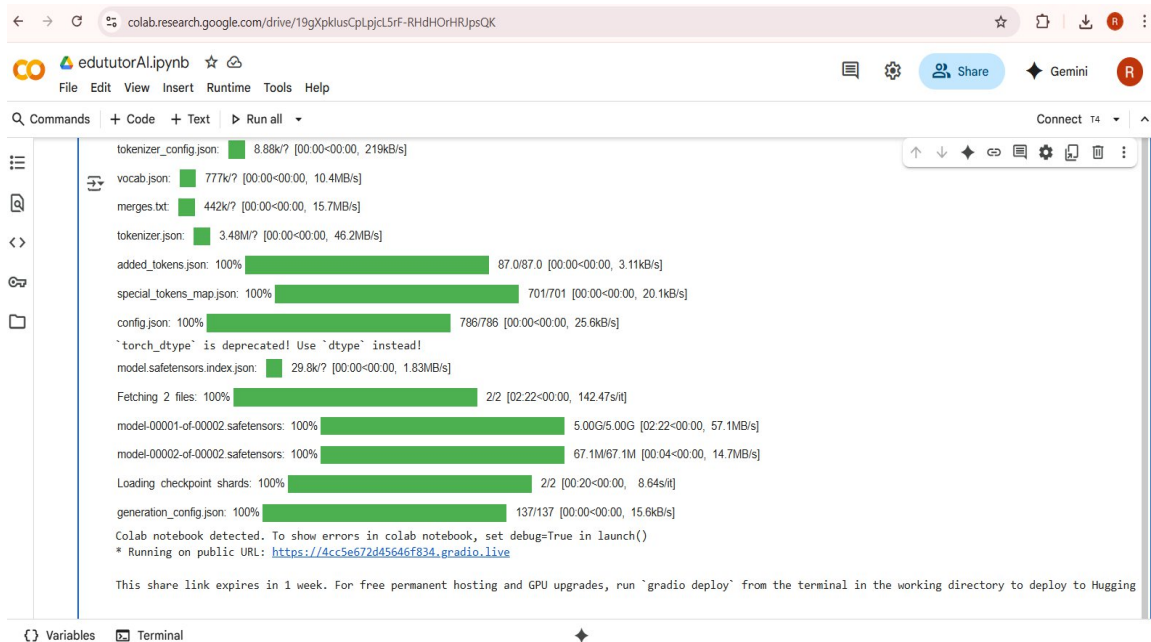 colab.research.google.com/drive/19gXpklusCpLpjcL5rF-RHdHOrHRJpsQK
R
edututorAI.ipynb
File Edit View Insert Runtime Tools Help
Share
Gemini
R
Commands + Code + Text Run all
Connect T4
tokenizer_config.json: 8.88k/? [00:00<00:00, 219kB/s]
vocab.json: 777k/? [00:00<00:00, 10.4MB/s]
merges.txt: 442k/? [00:00<00:00, 15.7MB/s]
tokenizer.json: 3.48M/? [00:00<00:00, 46.2MB/s]
added_tokens.json: 100% 87.0/87.0 [00:00<00:00, 3.11kB/s]
special_tokens_map.json: 100% 701/701 [00:00<00:00, 20.1kB/s]
config.json: 100% 786/786 [00:00<00:00, 25.6kB/s]
`torch_dtype` is deprecated! Use `dtype` instead!
model.safetensors.index.json: 29.8k/? [00:00<00:00, 1.83MB/s]
Fetching 2 files: 100% 2/2 [02:22<00:00, 142.47s/it]
model-00001-of-00002.safetensors: 100% 5.00G/5.00G [02:22<00:00, 57.1MB/s]
model-00002-of-00002.safetensors: 100% 67.1M/67.1M [00:04<00:00, 14.7MB/s]
Loading checkpoint shards: 100% 2/2 [00:20<00:00, 8.64s/it]
generation_config.json: 100% 137/137 [00:00<00:00, 15.6kB/s]
Colab notebook detected. To show errors in colab notebook, set debug=True in launch()
* Running on public URL: https://4cc5e672d45646f834.gradio.live
This share link expires in 1 week. For free permanent hosting and GPU upgrades, run `gradio deploy` from the terminal in the working directory to deploy to Hugging
{} Variables Terminal